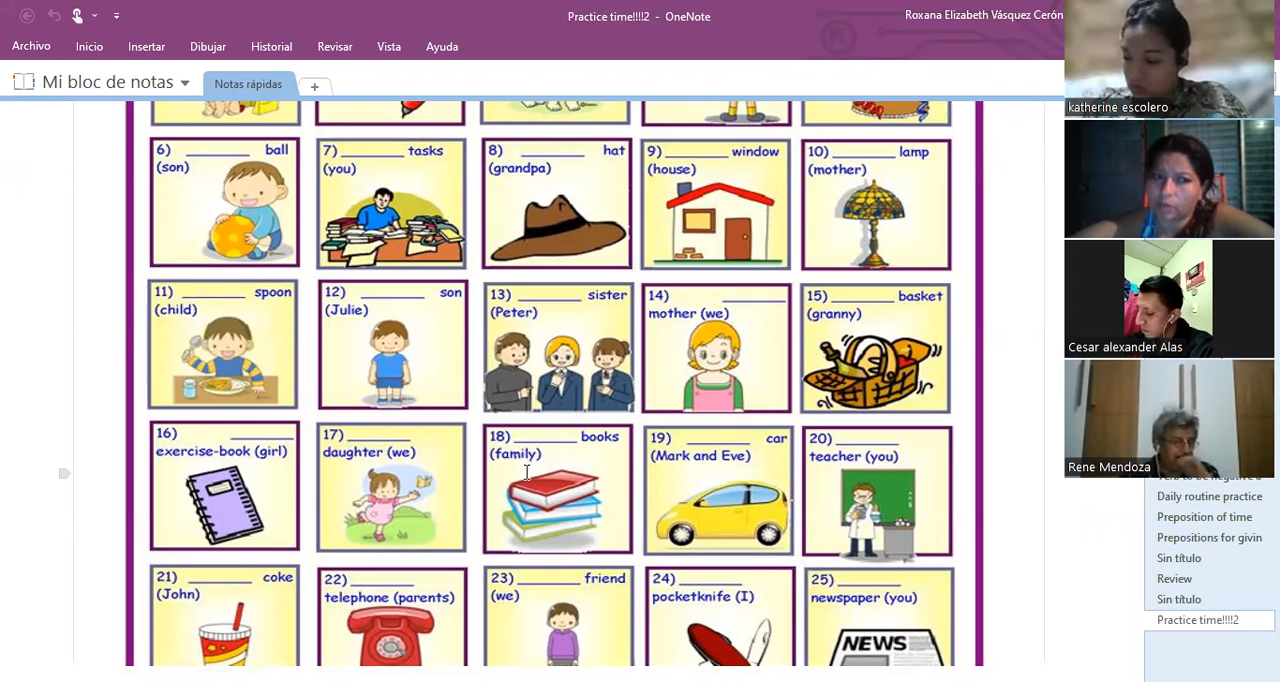 Practice time!!!!2 - OneNote
Roxana Elizabeth Vásquez Cerón
Archivo Inicio Insertar Dibujar Historial Revisar Vista Ayuda
Mi bloc de notas
Notas rápidas
+
6) ________ ball
(son)
7) ________ tasks
(you)
8) ________ hat
(grandpa)
9) ________ window
(house)
10) ________ lamp
(mother)
11) ________ spoon
(child)
12) ________ son
(Julie)
13) ________ sister
(Peter)
14) ________
mother (we)
15) ________ basket
(granny)
16) ________
exercise-book (girl)
17) ________
daughter (we)
18) ________ books
(family)
19) ________ car
(Mark and Eve)
20) ________
teacher (you)
21) ________ coke
(John)
22) ________
telephone (parents)
23) ________ friend
(we)
24) ________
pocketknife (I)
25) ________
newspaper (you)
NEWS
katherine escolero
Cesar alexander Alas
Rene Mendoza
Daily routine practice
Preposition of time
Prepositions for givin
Sin título
Review
Sin título
Practice time!!!!2